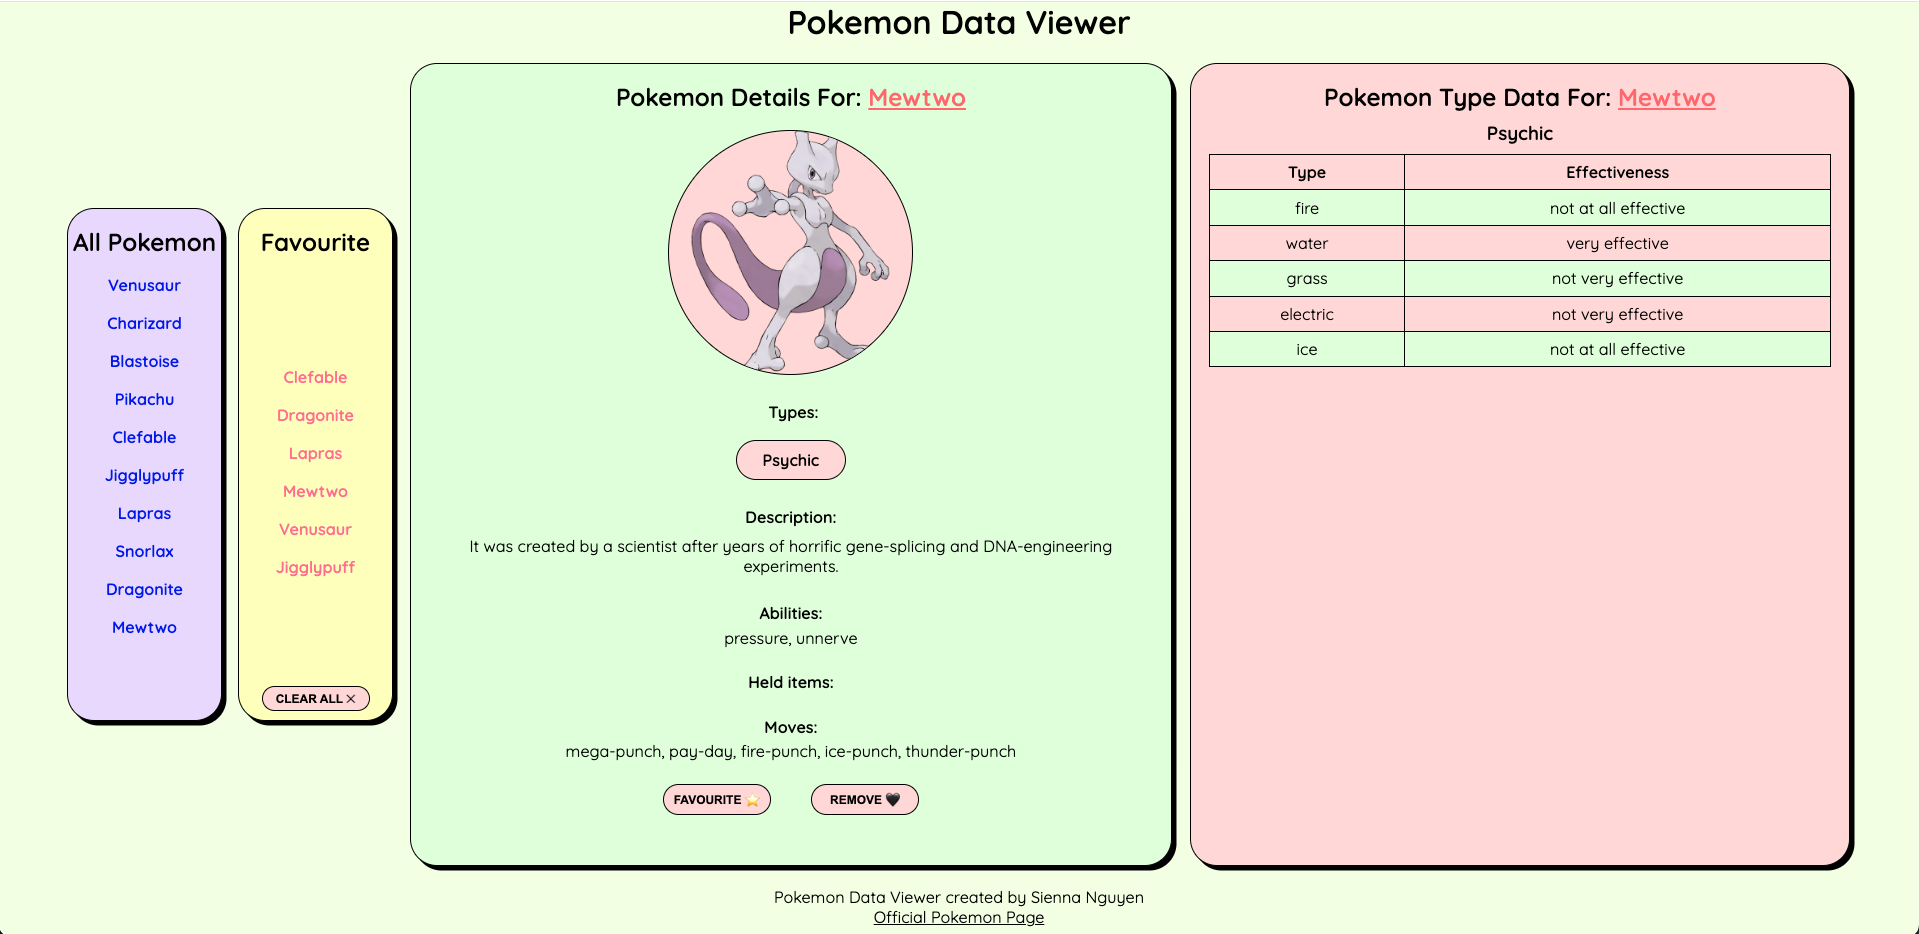 Pokemon Data Viewer
All Pokemon
Venusaur
Charizard
Blastoise
Pikachu
Clefable
Jigglypuff
Lapras
Snorlax
Dragonite
Mewtwo
Favourite
Clefable
Dragonite
Lapras
Mewtwo
Venusaur
Jigglypuff
CLEAR ALL ✕
Pokemon Details For: Mewtwo
Types:
Psychic
Description:
It was created by a scientist after years of horrific gene-splicing and DNA-engineering
experiments.
Abilities:
pressure, unnerve
Held items:
Moves:
mega-punch, pay-day, fire-punch, ice-punch, thunder-punch
FAVOURITE ⭐ REMOVE 🖤
Pokemon Type Data For: Mewtwo
Psychic
Type Effectiveness
fire not at all effective
water very effective
grass not very effective
electric not very effective
ice not at all effective
Pokemon Data Viewer created by Sienna Nguyen
Official Pokemon Page